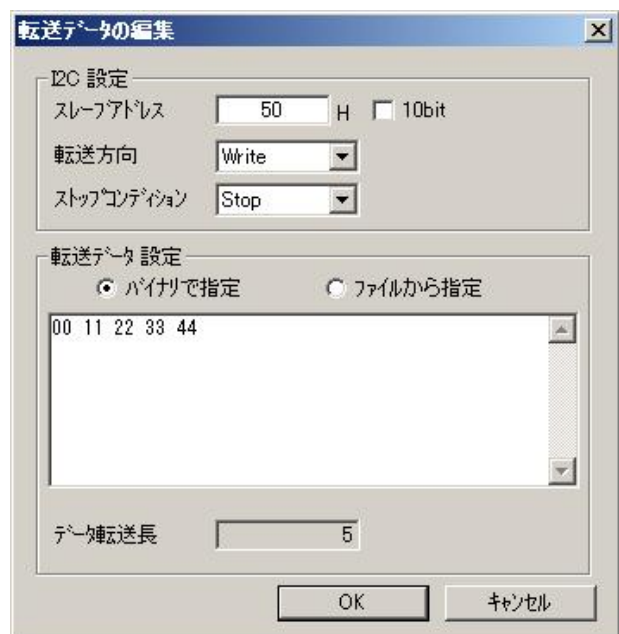 転送ﾃﾞｰﾀの編集
I2C 設定
ｽﾚｰﾌﾞｱﾄﾞﾚｽ 50 H 10bit
転送方向 Write
ｽﾄｯﾌﾟｺﾝﾃﾞｨｼｮﾝ Stop
転送ﾃﾞｰﾀ 設定
ﾊﾞｲﾅﾘで指定 ﾌｧｲﾙから指定
00 11 22 33 44
ﾃﾞｰﾀ転送長 5
OK ｷｬﾝｾﾙ